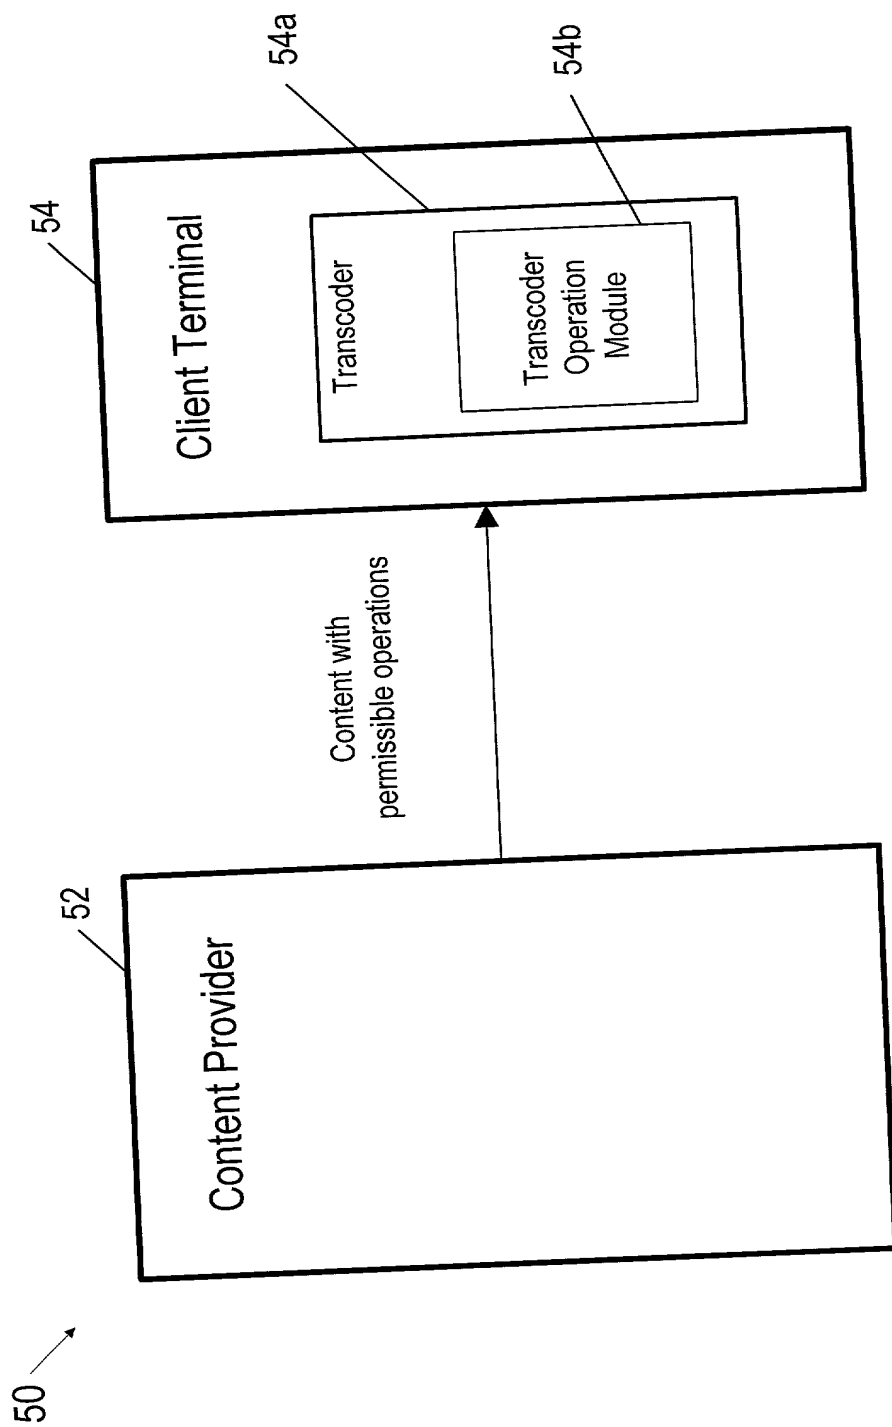 50
52
Content Provider
Content with
permissible operations
54
Client Terminal
Transcoder
54a
Transcoder
Operation
Module
54b